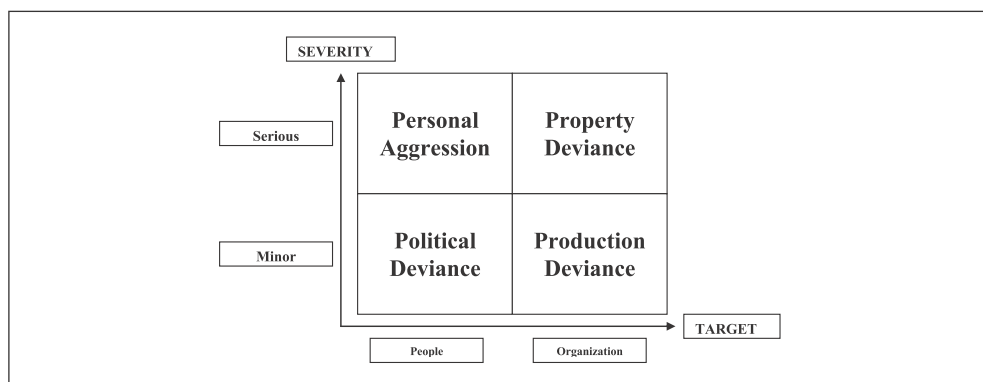 SEVERITY
Serious
Personal
Aggression
Property
Deviance
Minor
Political
Deviance
Production
Deviance
TARGET
People
Organization